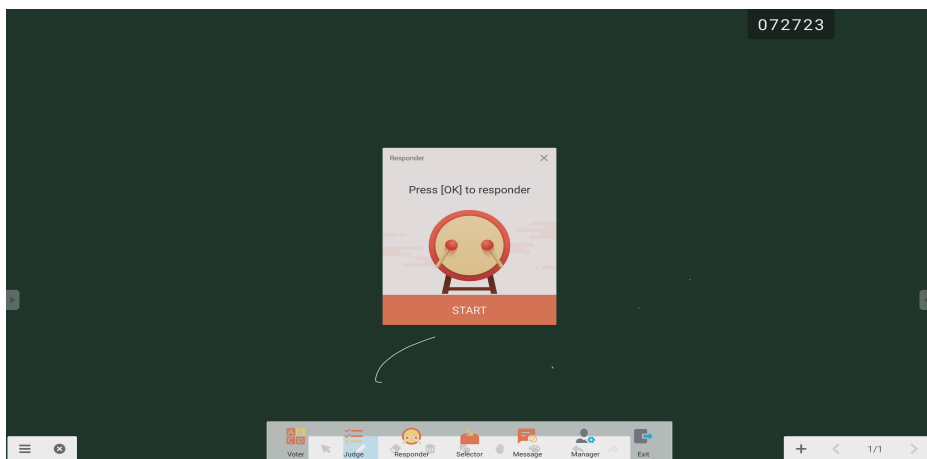 072723
Responder
Press [OK] to responder
START
A B
C D
Voter
Judge
Responder
Selector
Message
Manager
Exit
1/1